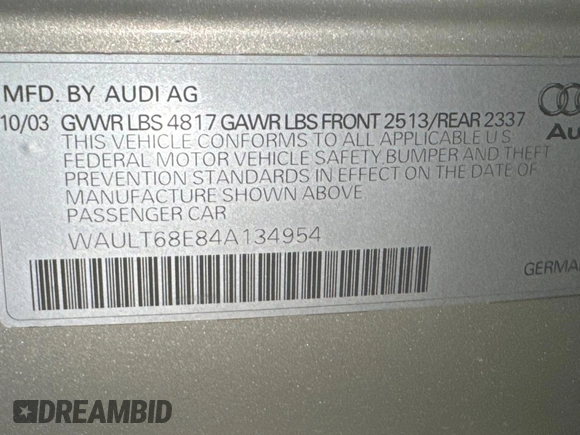 MFD. BY AUDI AG
10/03 GVWR LBS 4817 GAWR LBS FRONT 2513/REAR 2337
THIS VEHICLE CONFORMS TO ALL APPLICABLE U S
FEDERAL MOTOR VEHICLE SAFETY, BUMPER AND THEFT
PREVENTION STANDARDS IN EFFECT ON THE DATE OF
MANUFACTURE SHOWN ABOVE
PASSENGER CAR
WAULT68E84A134954
GERMAN
DREAMBID